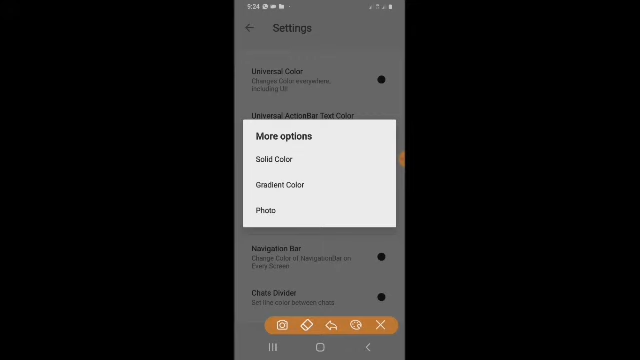 9:24
Settings
Universal Color
Changes Color everywhere,
including UI
Universal ActionBar Text Color
More options
Solid Color
Gradient Color
Photo
Navigation Bar
Change Color of NavigationBar on
Every Screen
Chats Divider
Set line color between chats